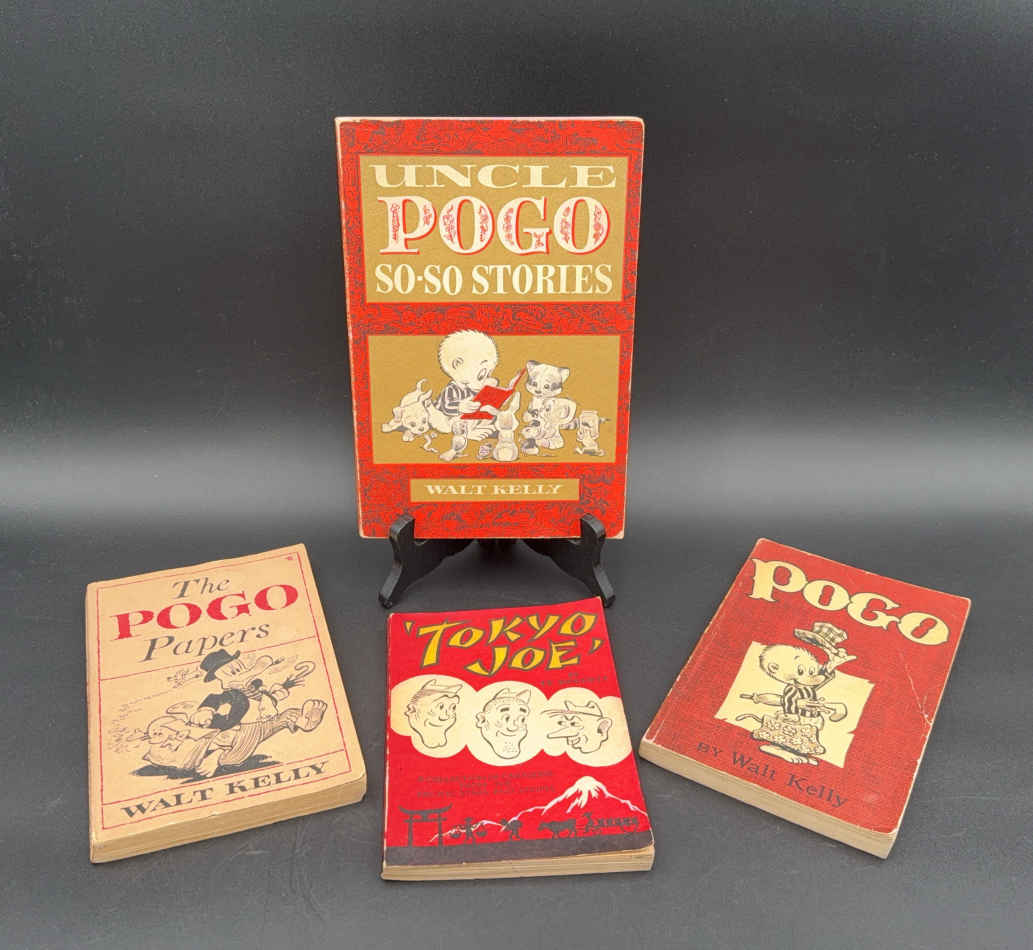 UNCLE
POGO
SO-SO STORIES
WALT KELLY
The
POGO
Papers
WALT KELLY
'TOKYO
JOE'
POGO
BY Walt Kelly